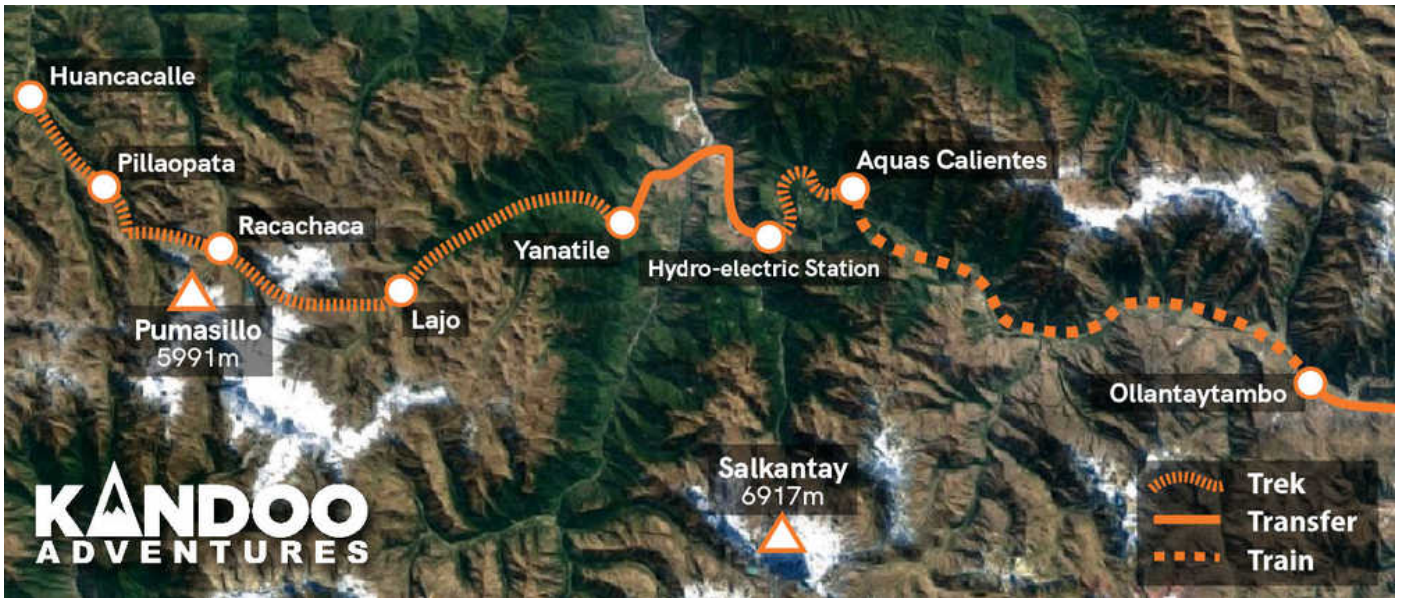 Huancacalle
Pillaopata
Racachaca
Pumasillo
5991m
Lajo
Yanatile
Hydro-electric Station
Aquas Calientes
Ollantaytambo
Salkantay
6917m
KANDOO
ADVENTURES
Trek
Transfer
Train